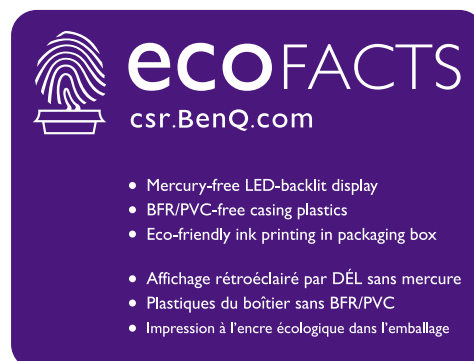 ecoFACTS
csr.BenQ.com
• Mercury-free LED-backlit display
• BFR/PVC-free casing plastics
• Eco-friendly ink printing in packaging box
• Affichage rétroéclairé par DÉL sans mercure
• Plastiques du boîtier sans BFR/PVC
• Impression à l'encre écologique dans l'emballage